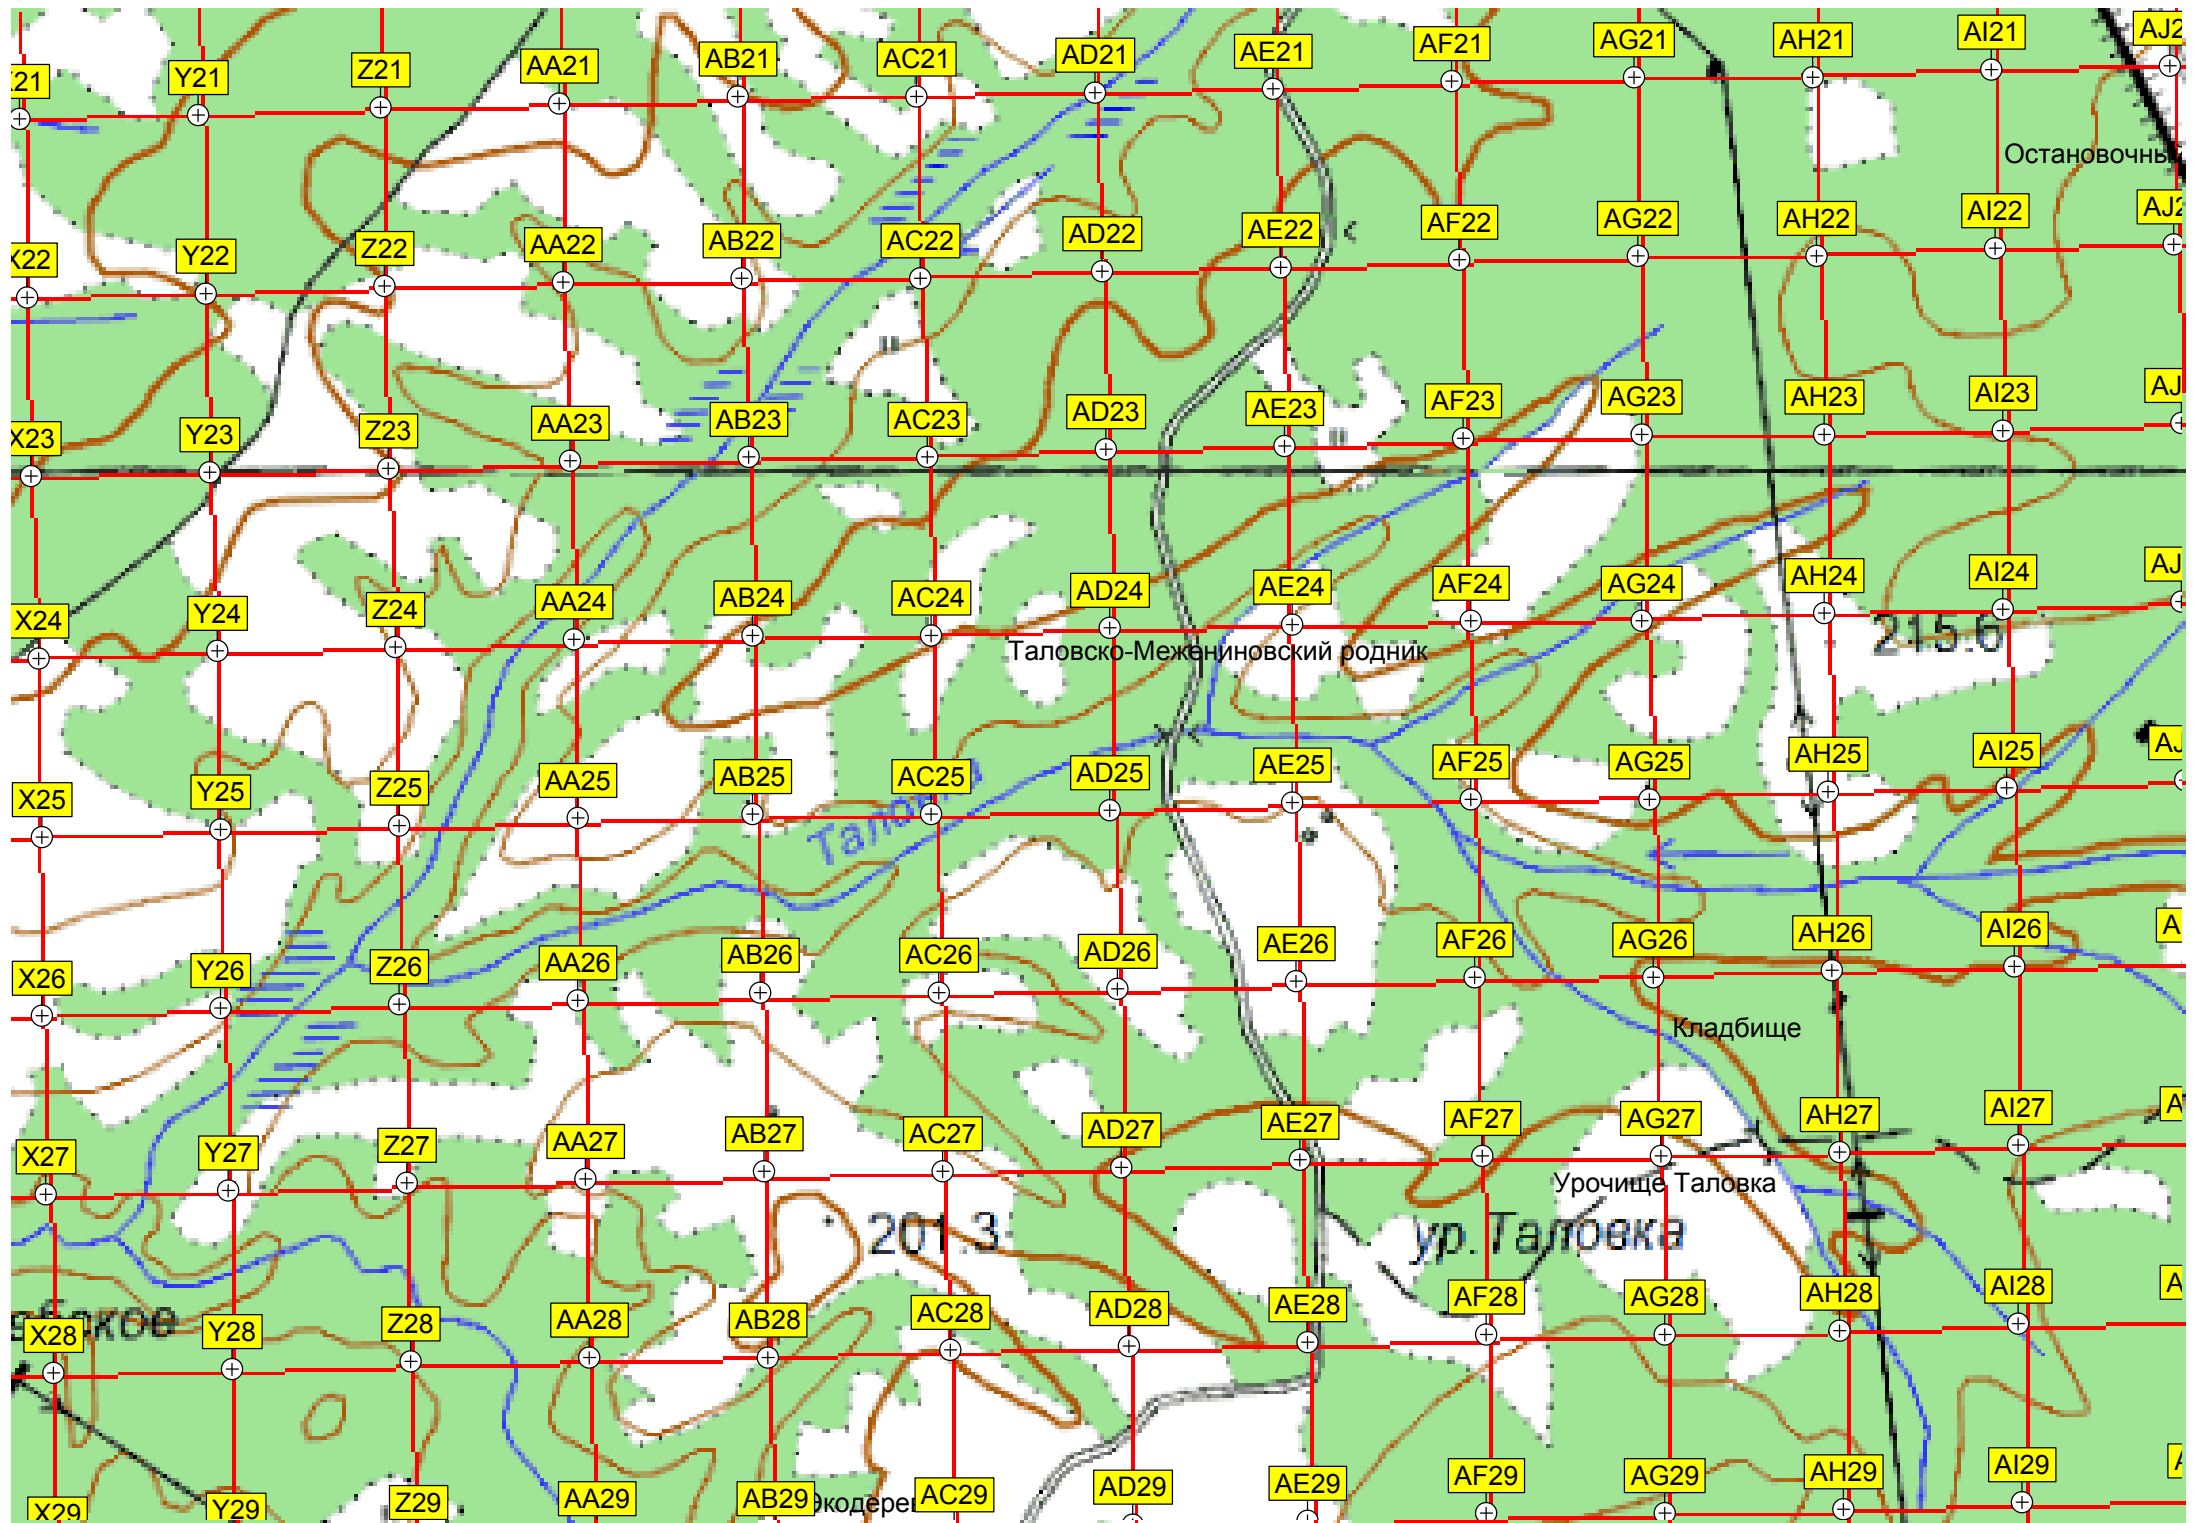 Y21 Z21 AA21 AB21 AC21 AD21 AE21 AF21 AG21 AH21 AI21
Y22 Z22 AA22 AB22 AC22 AD22 AE22 AF22 AG22 AH22 AI22
X23 Y23 Z23 AA23 AB23 AC23 AD23 AE23 AF23 AG23 AH23 AI23
X24 Y24 Z24 AA24 AB24 AC24 AD24 AE24 AF24 AG24 AH24 AI24
215.6
Таловско-Межениновский родник
X25 Y25 Z25 AA25 AB25 AC25 AD25 AE25 AF25 AG25 AH25 AI25
X26 Y26 Z26 AA26 AB26 AC26 AD26 AE26 AF26 AG26 AH26 AI26
Кладбище
X27 Y27 Z27 AA27 AB27 AC27 AD27 AE27 AF27 AG27 AH27 AI27
Урочище Таловка
201.3
ур.Таловка
X28 Y28 Z28 AA28 AB28 AC28 AD28 AE28 AF28 AG28 AH28 AI28
X29 Y29 Z29 AA29 AB29 AC29 AD29 AE29 AF29 AG29 AH29 AI29